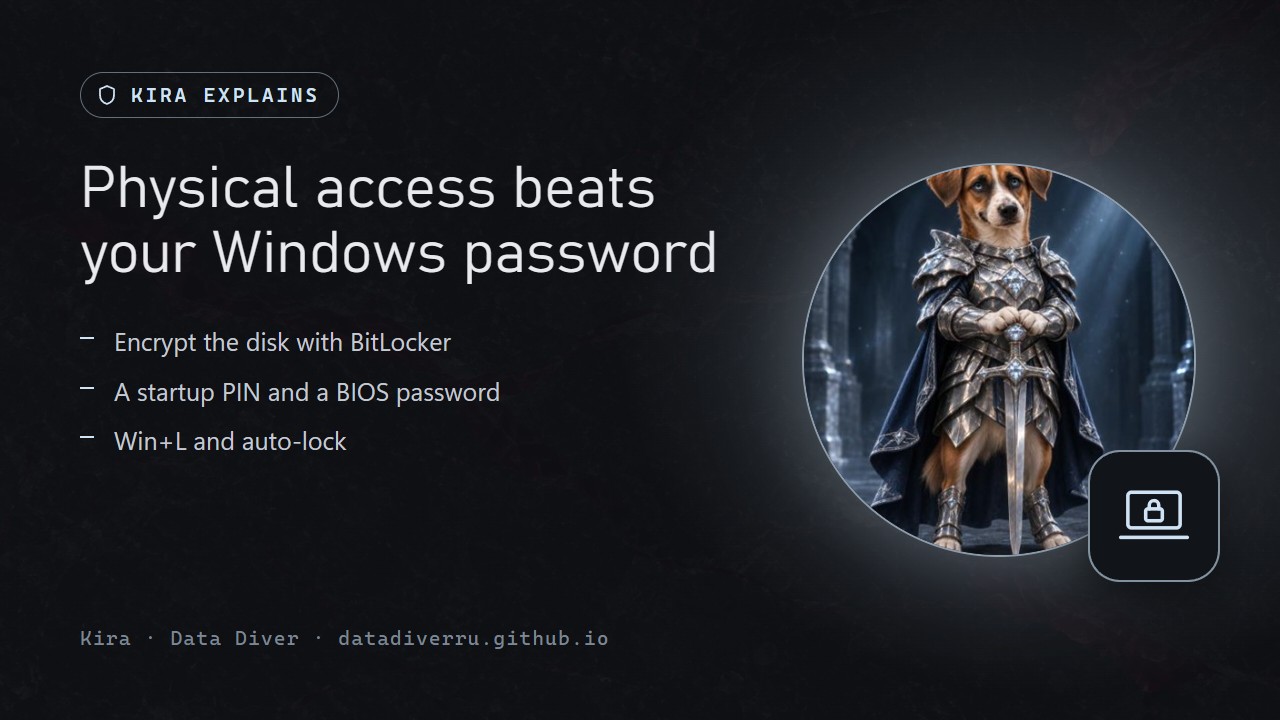 KIRA EXPLAINS
Physical access beats
your Windows password
Encrypt the disk with BitLocker
A startup PIN and a BIOS password
Win+L and auto-lock
Kira · Data Diver · datadiverru.github.io